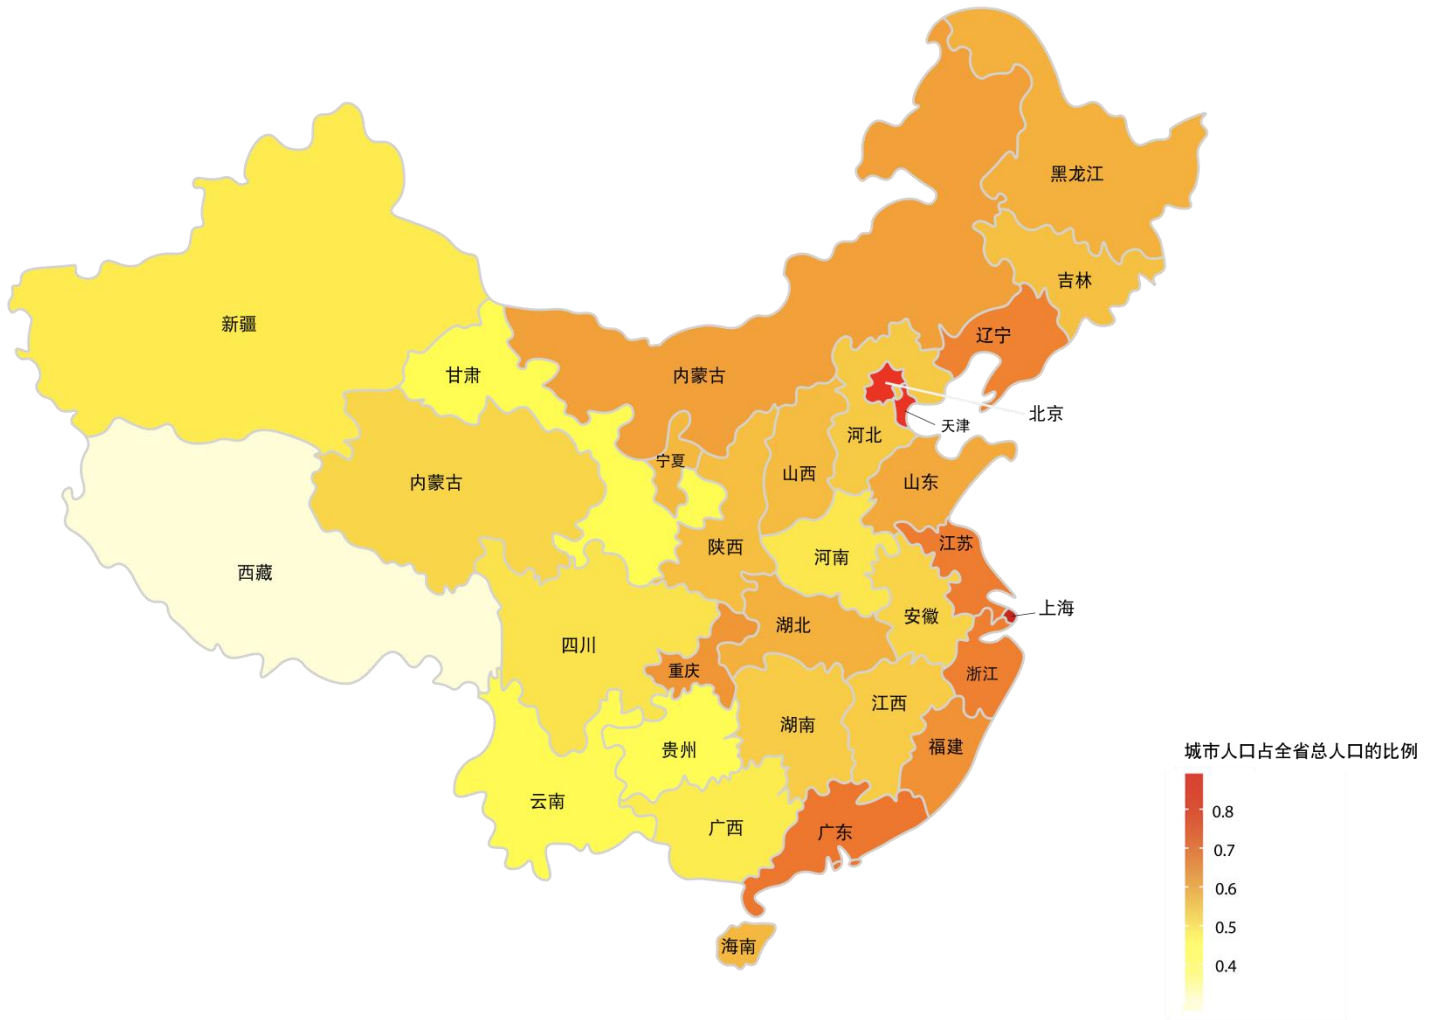 黑龙江
吉林
新疆
辽宁
甘肃
内蒙古
北京
天津
河北
宁夏
山西
内蒙古
山东
江苏
陕西
河南
西藏
上海
安徽
湖北
四川
重庆
浙江
江西
湖南
福建
贵州
云南
广西
广东
海南
城市人口占全省总人口的比例
0.8
0.7
0.6
0.5
0.4